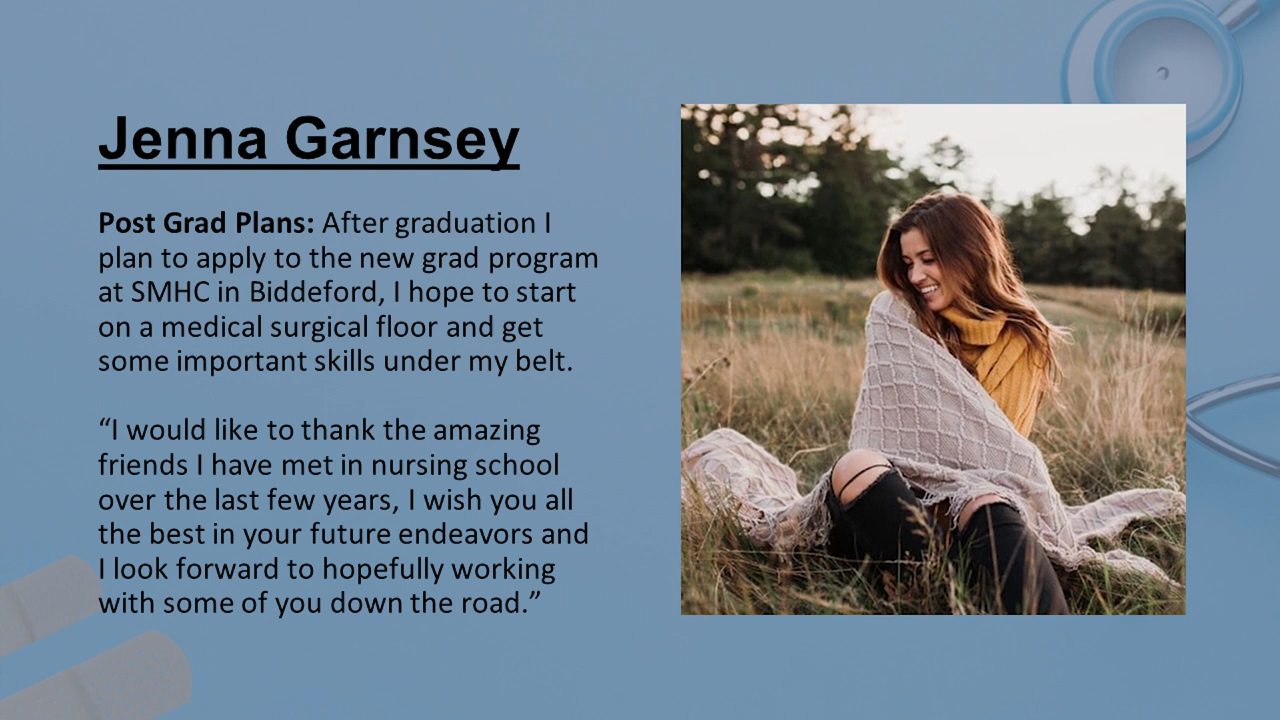 Jenna Garnsey
Post Grad Plans: After graduation I
plan to apply to the new grad program
at SMHC in Biddeford, I hope to start
on a medical surgical floor and get
some important skills under my belt.
“I would like to thank the amazing
friends I have met in nursing school
over the last few years, I wish you all
the best in your future endeavors and
I look forward to hopefully working
with some of you down the road.”